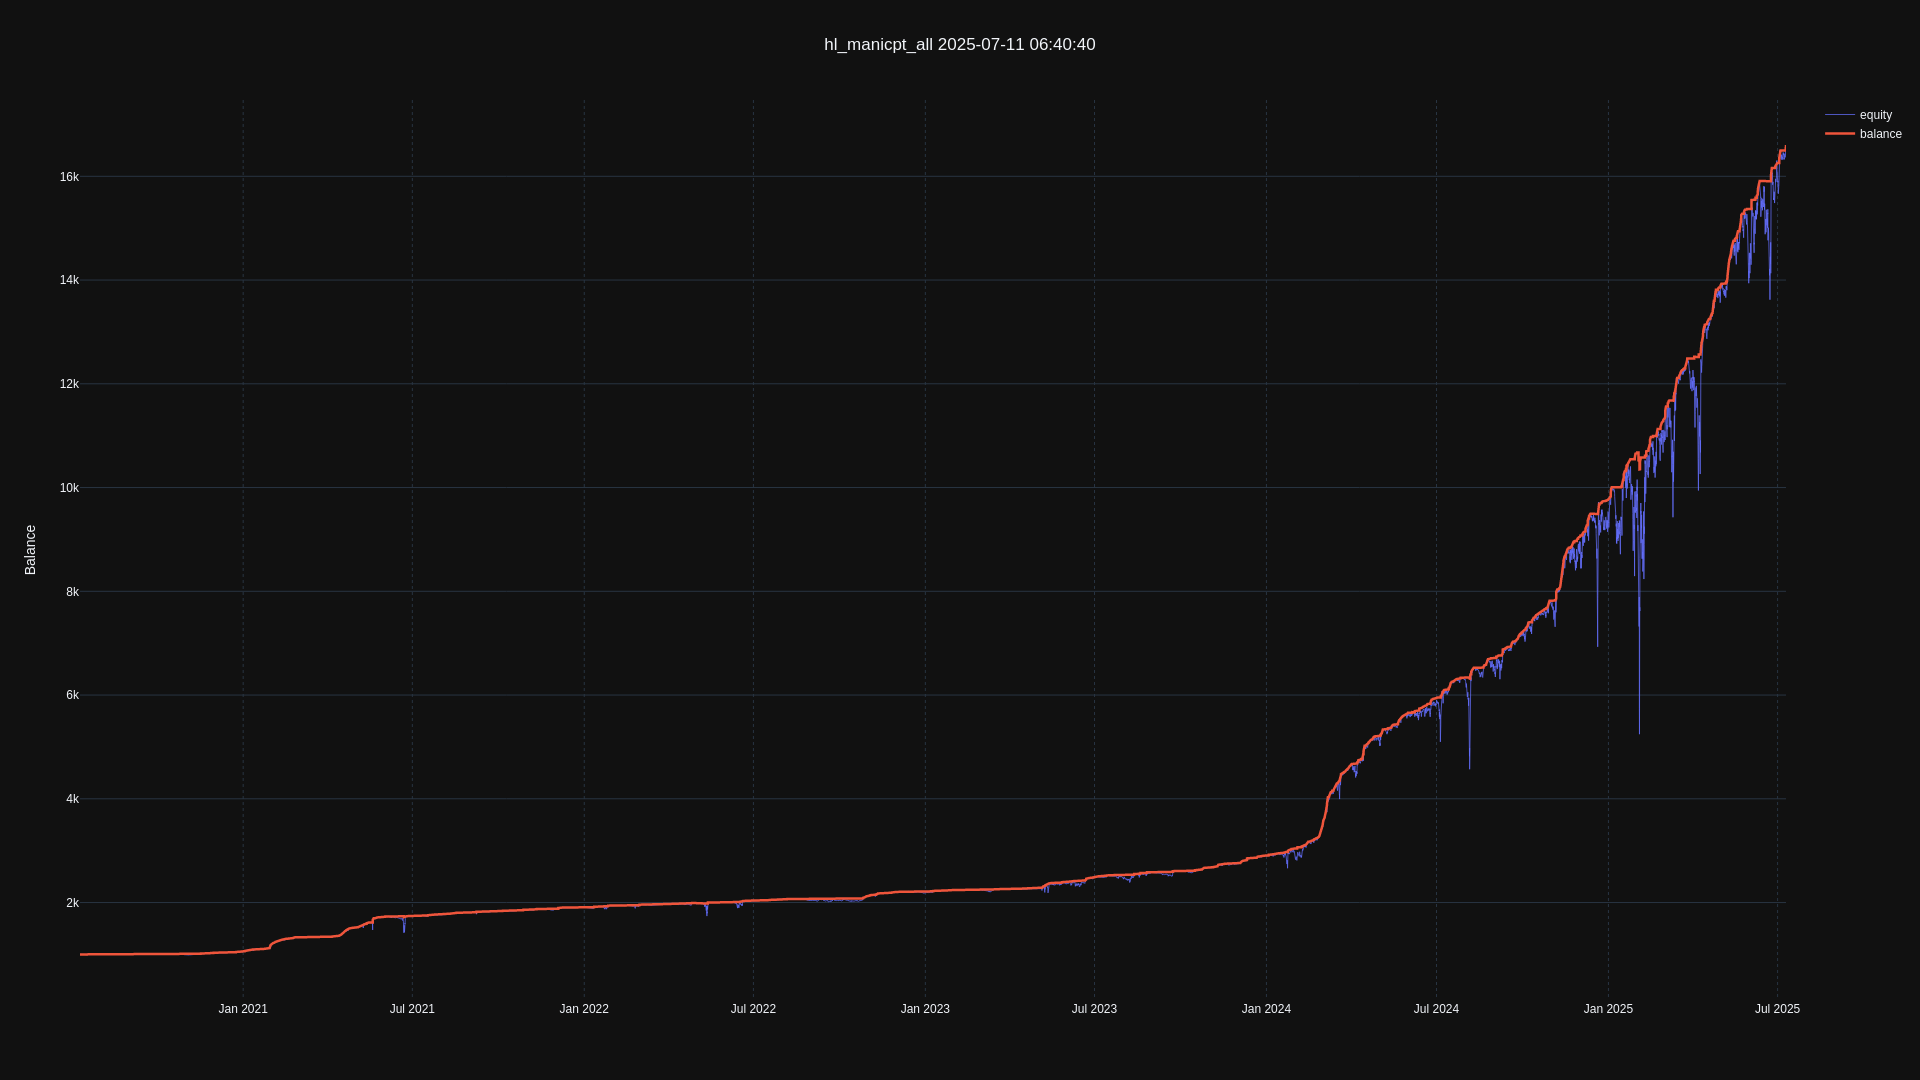 hl_manicpt_all 2025-07-11 06:40:40
equity
balance
16k
14k
12k
10k
8k
6k
4k
2k
Balance
Jan 2021
Jul 2021
Jan 2022
Jul 2022
Jan 2023
Jul 2023
Jan 2024
Jul 2024
Jan 2025
Jul 2025